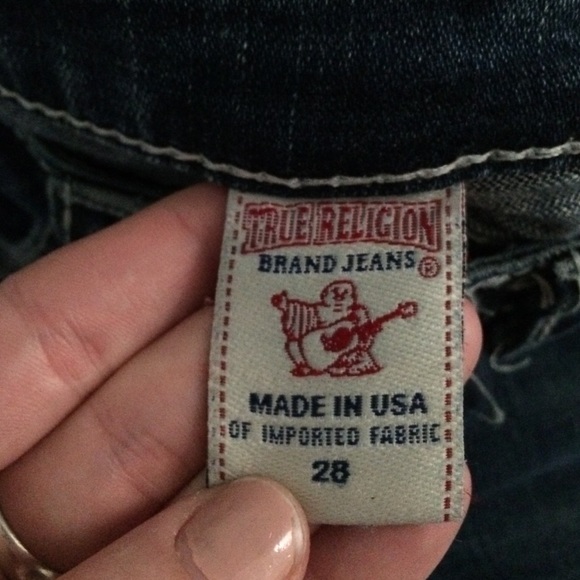 TRUE RELIGION
BRAND JEANS ®
MADE IN USA
OF IMPORTED FABRIC
28